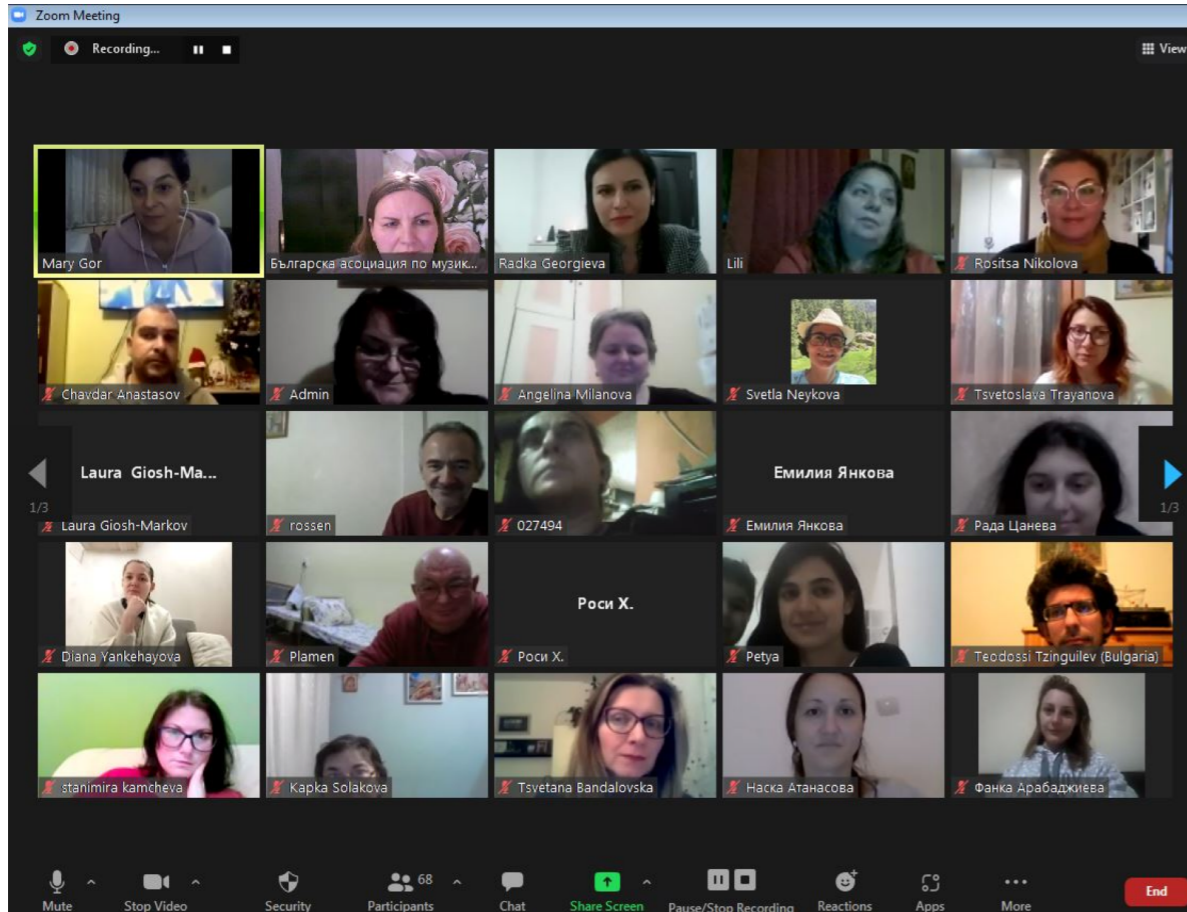 Zoom Meeting
Recording...
View
Mary Gor
Българска асоциация по музик...
Radka Georgieva
Lili
Rositsa Nikolova
Chavdar Anastasov
Admin
Angelina Milanova
Svetla Neykova
Tsvetoslava Trayanova
Laura Giosh-Ma...
Емилия Янкова
1/3
1/3
Laura Giosh-Markov
rossen
027494
Емилия Янкова
Рада Цанева
Роси Х.
Diana Yankehayova
Plamen
Роси Х.
Petya
Teodossi Tzinguilev (Bulgaria)
stanimira kamcheva
Kapka Solakova
Tsvetana Bandalovska
Наска Атанасова
Фанка Арабаджиева
68
Mute
Stop Video
Security
Participants
Chat
Share Screen
Pause/Stop Recording
Reactions
Apps
More
End